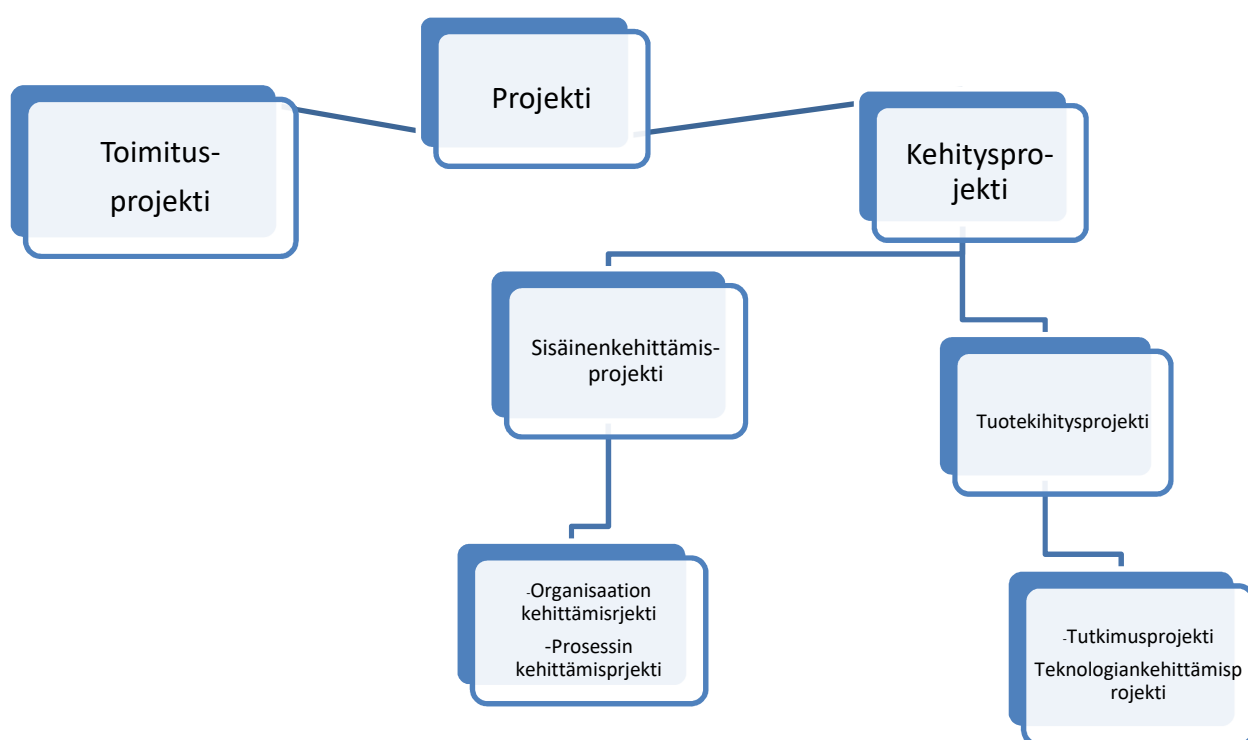 Projekti
Toimitus-
projekti
Kehityspro-
jekti
Sisäinenkehittämis-
projekti
Tuotekihitysprojekti
-Organisaation
kehittämisrjekti
-Prosessin
kehittämisprjekti
-Tutkimusprojekti
Teknologiankehittämisp
rojekti